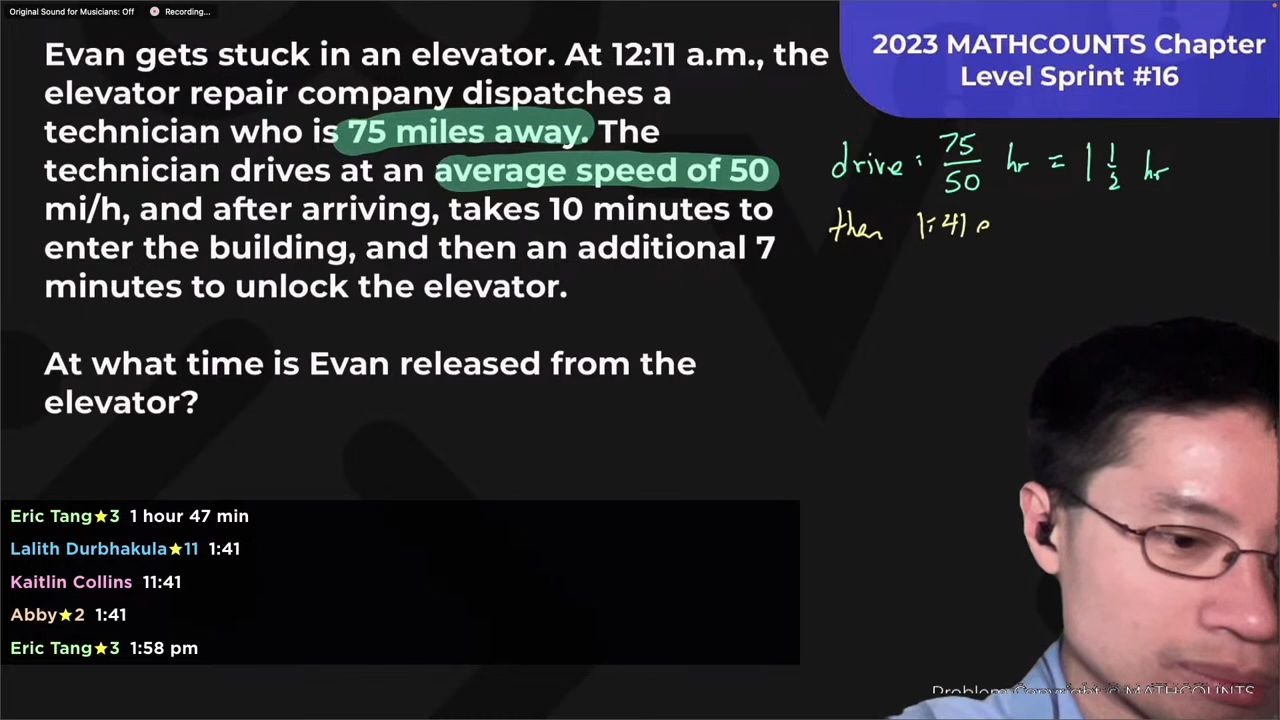 Original Sound for Musicians: Off Recording...
Evan gets stuck in an elevator. At 12:11 a.m., the
elevator repair company dispatches a
technician who is 75 miles away. The
technician drives at an average speed of 50
mi/h, and after arriving, takes 10 minutes to
enter the building, and then an additional 7
minutes to unlock the elevator.
At what time is Evan released from the
elevator?
2023 MATHCOUNTS Chapter
Level Sprint #16
drive: 75/50 hr = 1 1/2 hr
then 1:41 a
Eric Tang⭐3 1 hour 47 min
Lalith Durbhakula⭐11 1:41
Kaitlin Collins 11:41
Abby⭐2 1:41
Eric Tang⭐3 1:58 pm
Problem Copyright © MATHCOUNTS